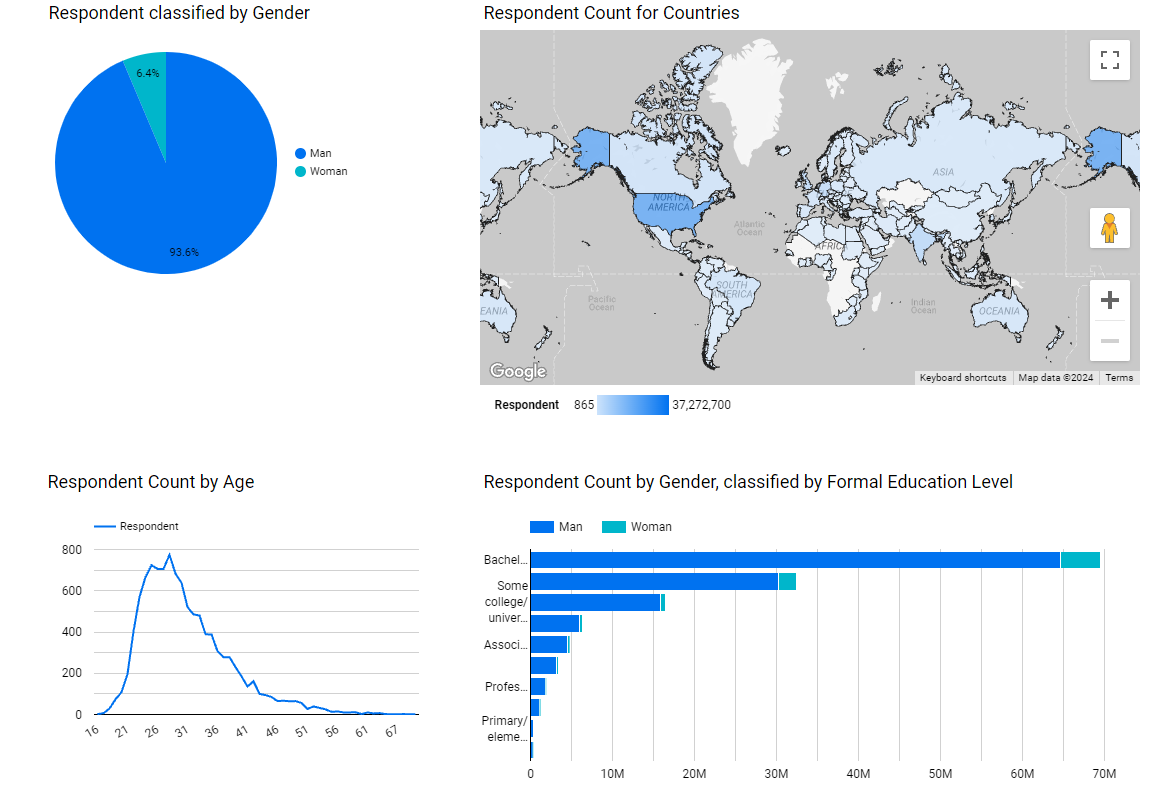 Respondent classified by Gender
6.4%
93.6%
Man
Woman
Respondent Count for Countries
ASIA
NORTH
AMERICA
Atlantic
Ocean
AFRICA
SOUTH
AMERICA
Pacific
Ocean
Indian
Ocean
EANIA
OCEANIA
Google
Keyboard shortcuts
Map data ©2024
Terms
Respondent 865 37,272,700
Respondent Count by Age
Respondent
800
600
400
200
0
16 21 26 31 36 41 46 51 56 61 67
Respondent Count by Gender, classified by Formal Education Level
Man Woman
Bachel...
Some
college/
univer...
Associ...
Profes...
Primary/
eleme...
0 10M 20M 30M 40M 50M 60M 70M